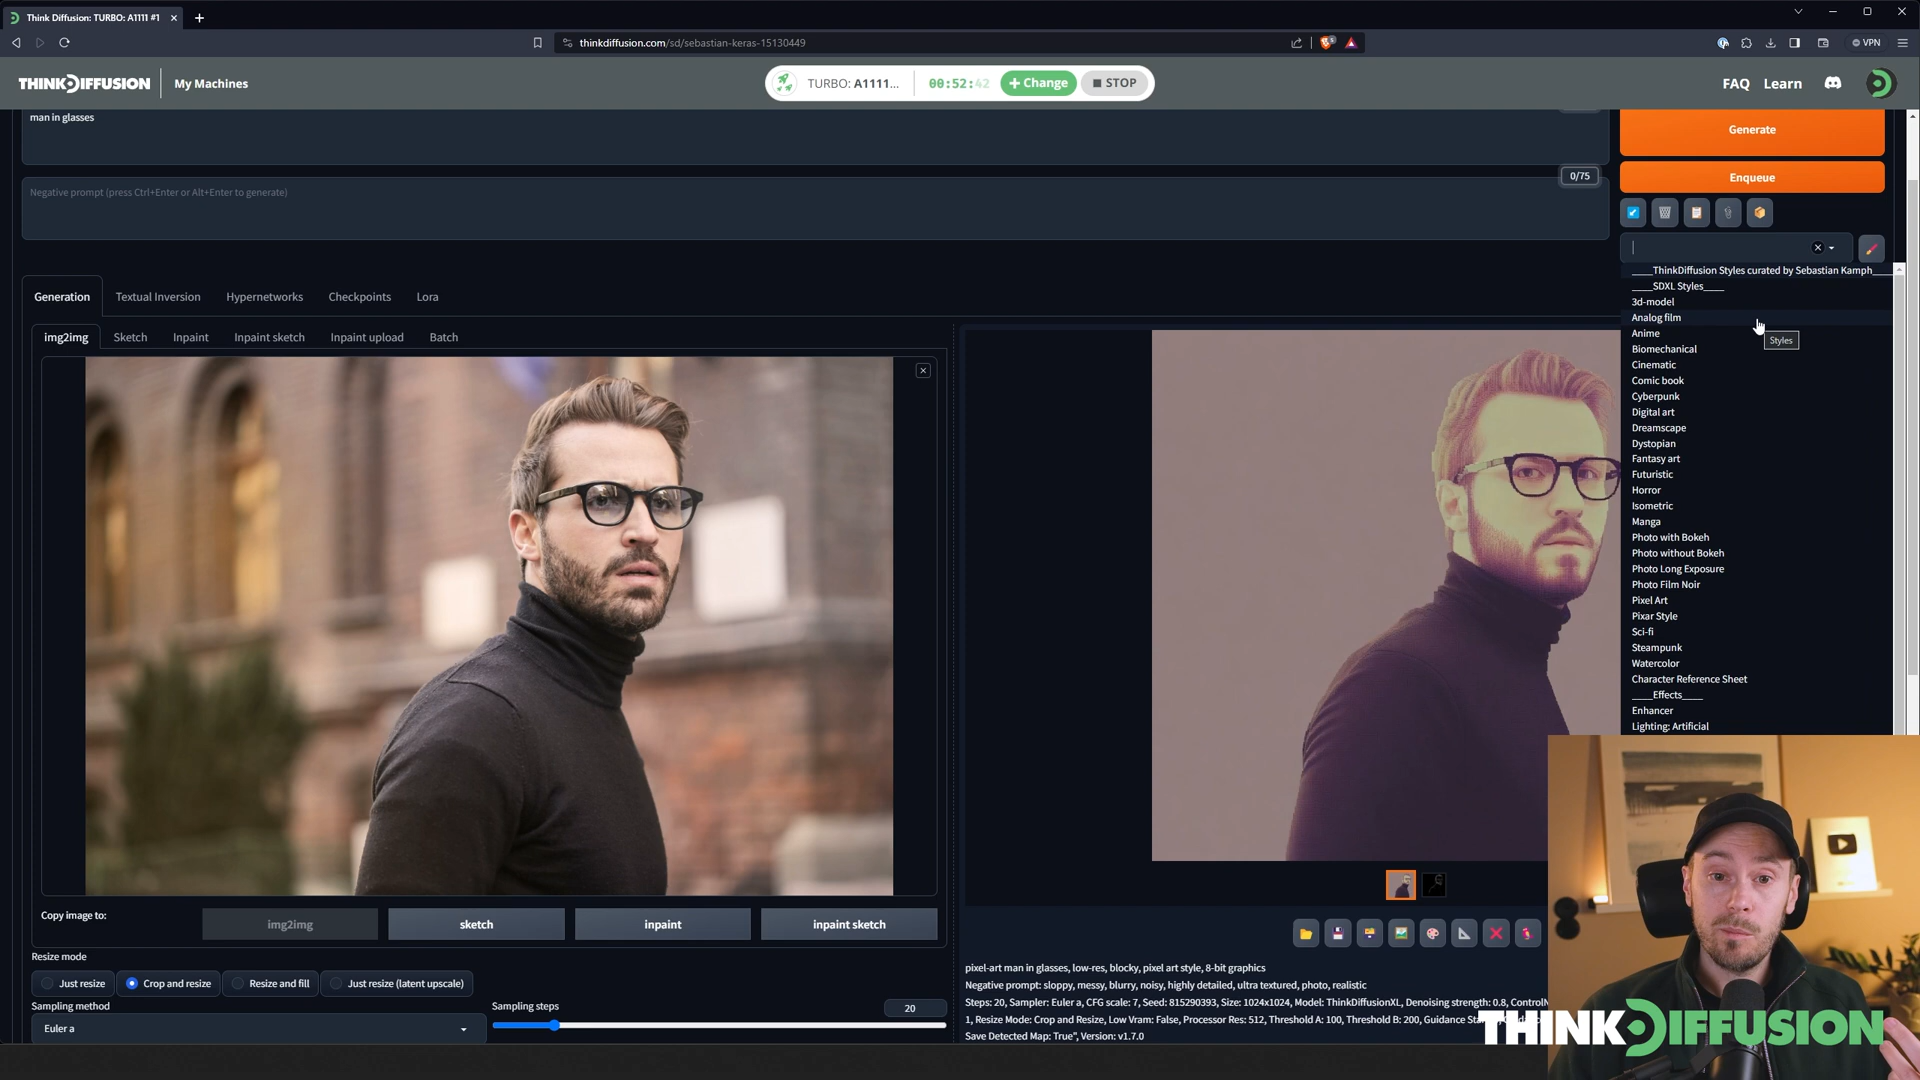 Think Diffusion: TURBO: A1111 #1
thinkdiffusion.com/sd/sebastian-keras-15130449
VPN
THINKDIFFUSION
My Machines
TURBO: A1111...
00:52:42
+ Change
STOP
FAQ
Learn
man in glasses
Generate
Negative prompt (press Ctrl+Enter or Alt+Enter to generate)
0/75
Enqueue
____ThinkDiffusion Styles curated by Sebastian Kamph____
____SDXL Styles____
3d-model
Analog film
Anime
Styles
Biomechanical
Cinematic
Comic book
Cyberpunk
Digital art
Dreamscape
Dystopian
Fantasy art
Futuristic
Horror
Isometric
Manga
Photo with Bokeh
Photo without Bokeh
Photo Long Exposure
Photo Film Noir
Pixel Art
Pixar Style
Sci-fi
Steampunk
Watercolor
Character Reference Sheet
____Effects____
Enhancer
Lighting: Artificial
Generation
Textual Inversion
Hypernetworks
Checkpoints
Lora
img2img
Sketch
Inpaint
Inpaint sketch
Inpaint upload
Batch
Copy image to:
img2img
sketch
inpaint
inpaint sketch
Resize mode
Just resize
Crop and resize
Resize and fill
Just resize (latent upscale)
Sampling method
Euler a
Sampling steps
20
pixel-art man in glasses, low-res, blocky, pixel art style, 8-bit graphics
Negative prompt: sloppy, messy, blurry, noisy, highly detailed, ultra textured, photo, realistic
Steps: 20, Sampler: Euler a, CFG scale: 7, Seed: 815290393, Size: 1024x1024, Model: ThinkDiffusionXL, Denoising strength: 0.8,
1, Resize Mode: Crop and Resize, Low Vram: False, Processor Res: 512, Threshold A: 100, Threshold B: 200, Guidance
Save Detected Map: True", Version: v1.7.0
THINKDIFFUSION